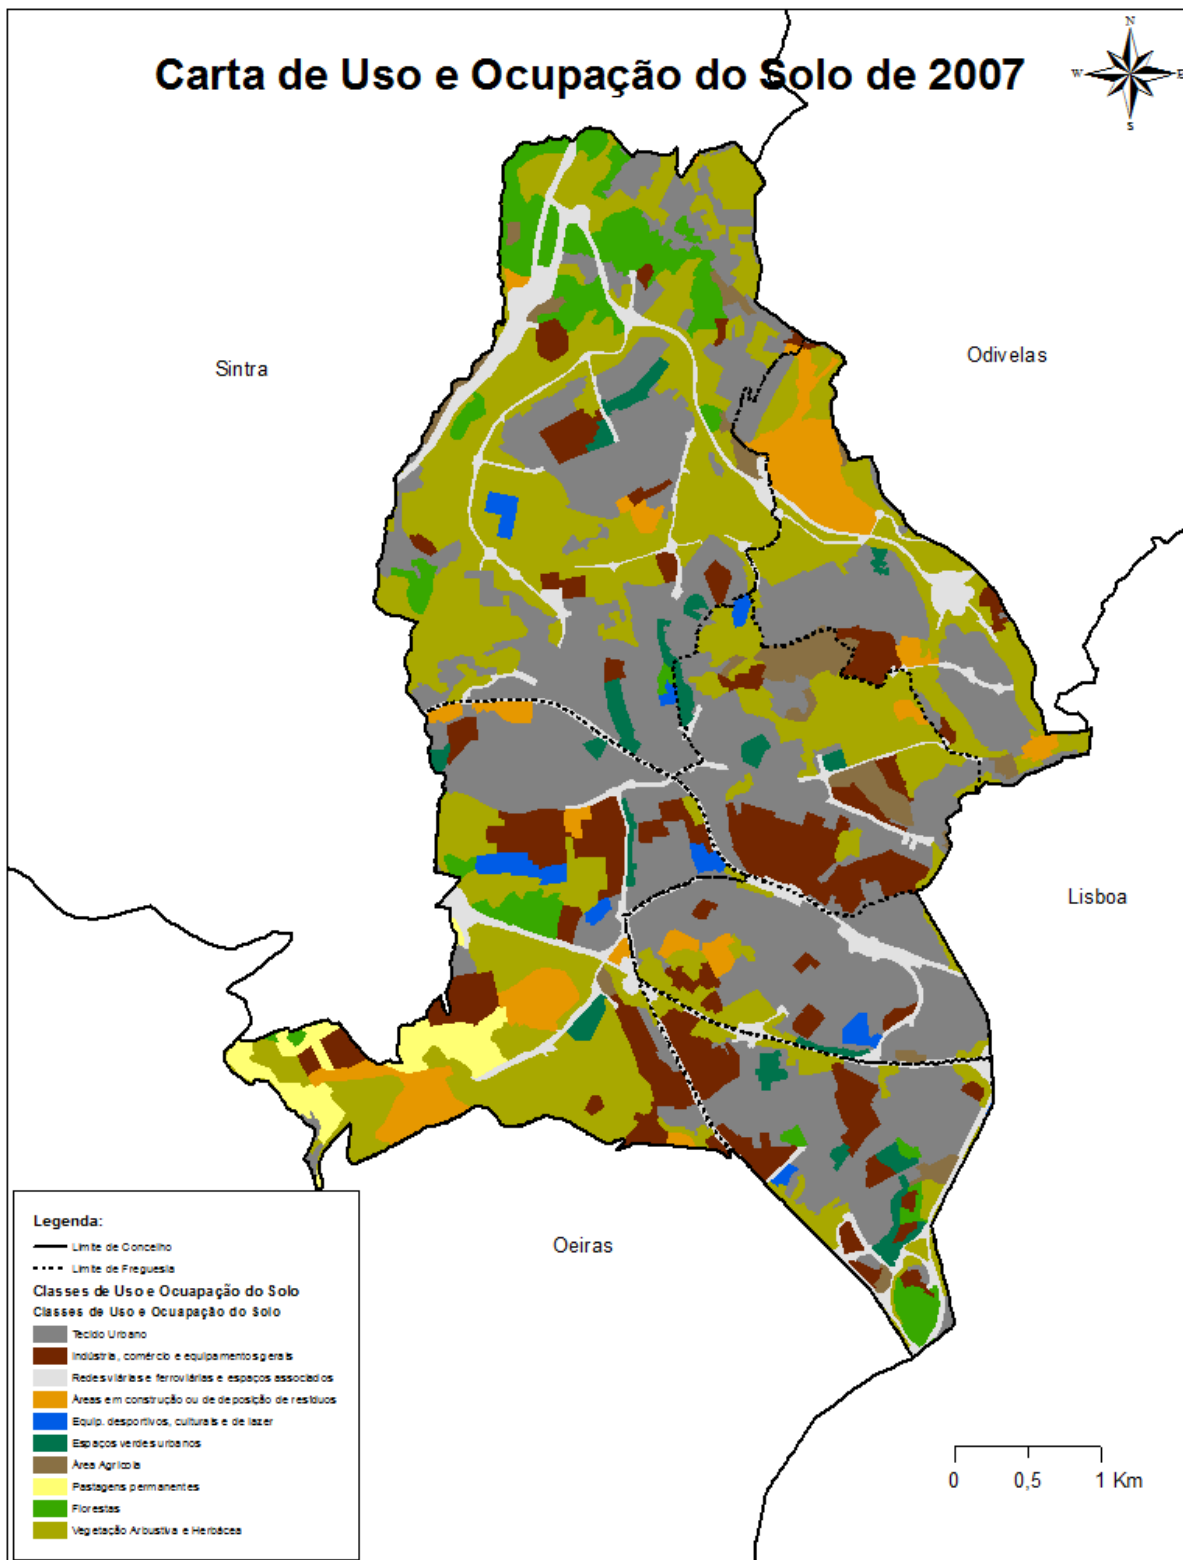 N
Carta de Uso e Ocupação do Solo de 2007
W
E
S
Sintra
Odivelas
Lisboa
Oeiras
Legenda:
Limite de Concelho
Limite de Freguesia
Classes de Uso e Ocuapação do Solo
Classes de Uso e Ocuapação do Solo
Tecido Urbano
Indústria, comércio e equipamentos gerais
Redes viárias e ferroviárias e espaços associados
Áreas em construção ou de deposição de resíduos
Equip. desportivos, culturais e de lazer
Espaços verdes urbanos
Área Agrícola
Pastagens permanentes
Florestas
Vegetação Arbustiva e Herbácea
0 0,5 1 Km